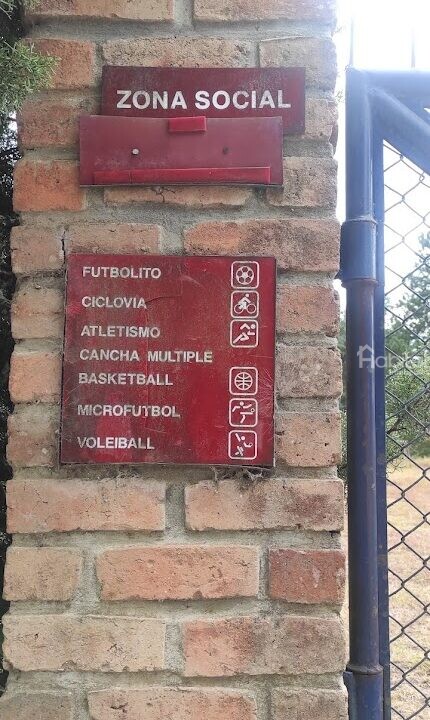 ZONA SOCIAL
FUTBOLITO
CICLOVIA
ATLETISMO
CANCHA MULTIPLE
BASKETBALL
MICROFUTBOL
VOLEIBALL